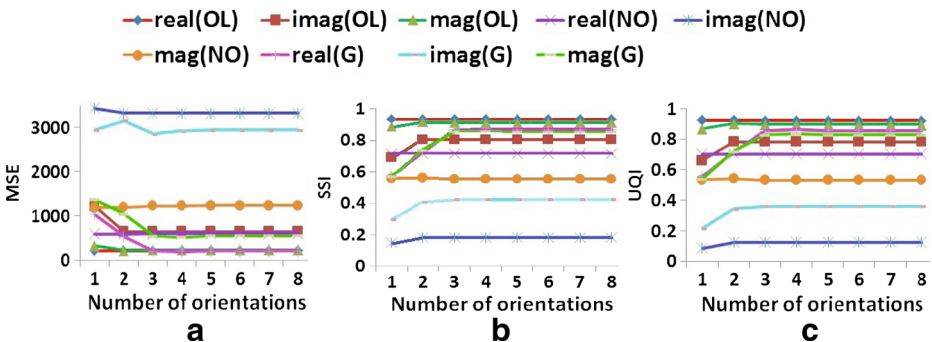 real(OL) imag(OL) mag(OL) real(NO) imag(NO)
mag(NO) real(G) imag(G) mag(G)
MSE
3000
2000
1000
0
1 2 3 4 5 6 7 8
Number of orientations
a
SSI
1
0.8
0.6
0.4
0.2
0
1 2 3 4 5 6 7 8
Number of orientations
b
UQI
1
0.8
0.6
0.4
0.2
0
1 2 3 4 5 6 7 8
Number of orientations
c